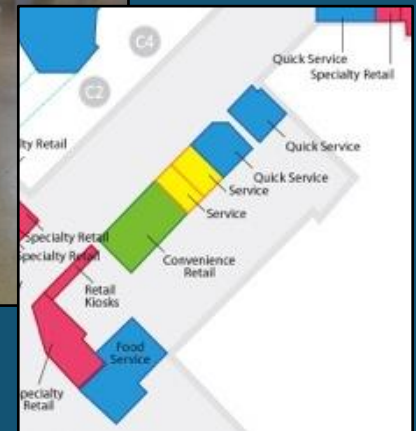 C4
C2
Quick Service
Specialty Retail
lty Retail
Quick Service
Quick Service
Service
Service
Specialty Retail
pecialty Retail
Convenience
Retail
Retail
Kiosks
Food
Service
pecialty
Retail